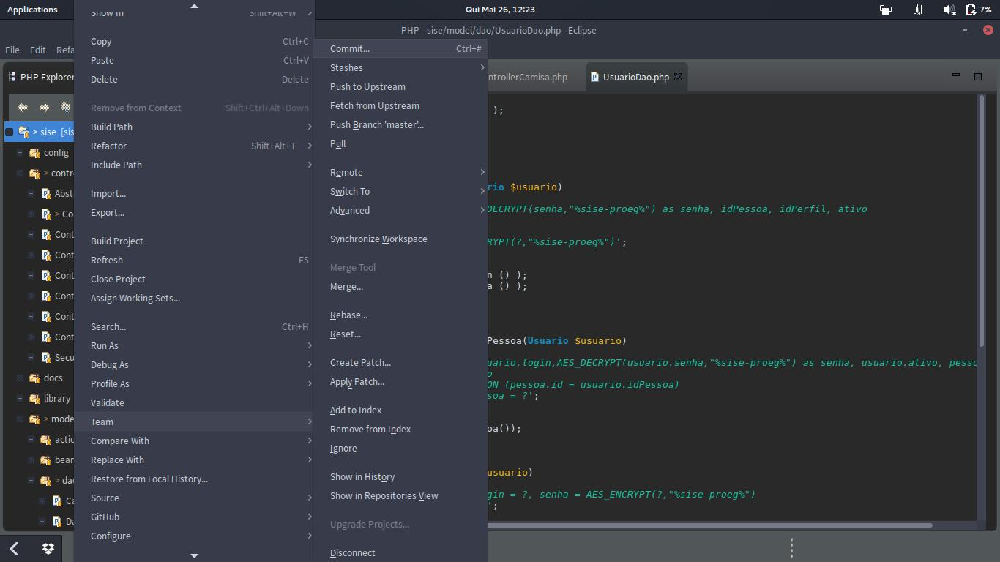 Applications
Qui Mai 26, 12:23
7%
PHP - sise/model/dao/UsuarioDao.php - Eclipse
File Edit Refa
PHP Explorer
> sise [sis
config
> contr
Abst
> Co
Cont
Cont
Cont
Cont
Cont
Cont
Secu
docs
library
> mode
actio
bear
> dao
Ca
Da
Show In Shift+Alt+W
Copy Ctrl+C
Paste Ctrl+V
Delete Delete
Remove from Context Shift+Ctrl+Alt+Down
Build Path
Refactor Shift+Alt+T
Include Path
Import...
Export...
Build Project
Refresh F5
Close Project
Assign Working Sets...
Search... Ctrl+H
Run As
Debug As
Profile As
Validate
Team
Compare With
Replace With
Restore from Local History...
Source
GitHub
Configure
Commit... Ctrl+#
Stashes
Push to Upstream
Fetch from Upstream
Push Branch 'master'...
Pull
Remote
Switch To
Advanced
Synchronize Workspace
Merge Tool
Merge...
Rebase...
Reset...
Create Patch...
Apply Patch...
Add to Index
Remove from Index
Ignore
Show in History
Show in Repositories View
Upgrade Projects...
Disconnect
ontrollerCamisa.php
UsuarioDao.php
);
rio $usuario)
DECRYPT(senha,"%sise-proeg%") as senha, idPessoa, idPerfil, ativo
RYPT(?,"%sise-proeg%")';
n () );
a () );
Pessoa(Usuario $usuario)
uario.login,AES_DECRYPT(usuario.senha,"%sise-proeg%") as senha, usuario.ativo, pesso
o
ON (pessoa.id = usuario.idPessoa)
soa = ?';
oa());
usuario)
gin = ?, senha = AES_ENCRYPT(?,"%sise-proeg%")
';